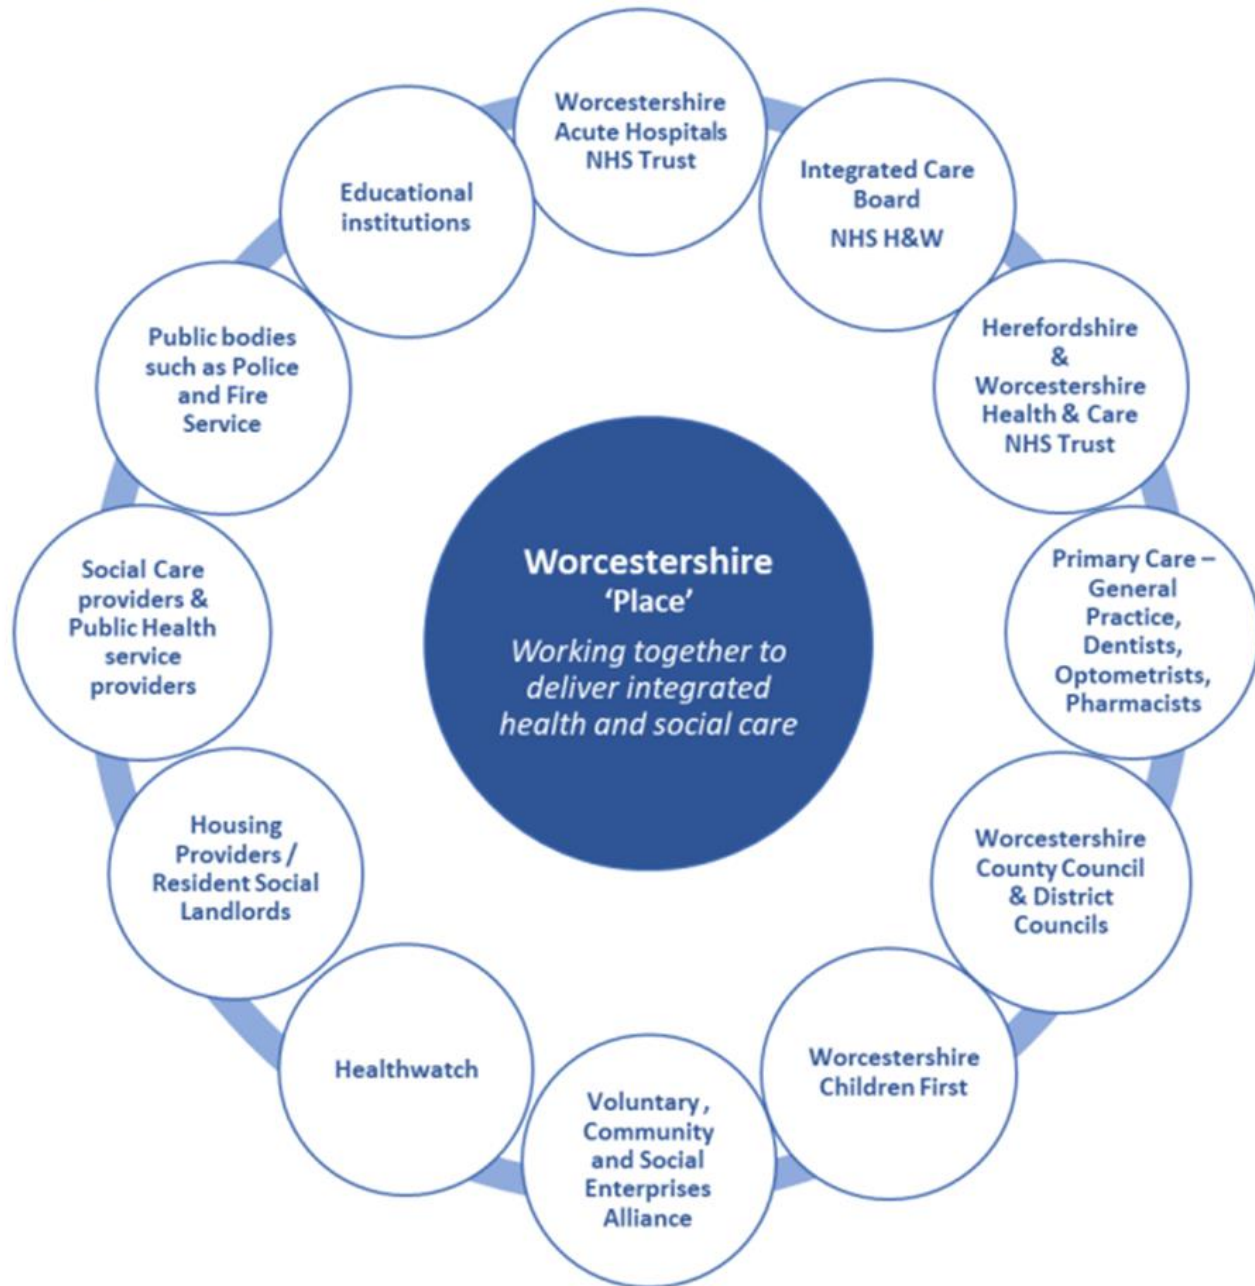 Worcestershire
Acute Hospitals
NHS Trust
Integrated Care
Board
NHS H&W
Herefordshire
&
Worcestershire
Health & Care
NHS Trust
Primary Care –
General
Practice,
Dentists,
Optometrists,
Pharmacists
Worcestershire
County Council
& District
Councils
Worcestershire
Children First
Voluntary ,
Community
and Social
Enterprises
Alliance
Healthwatch
Housing
Providers /
Resident Social
Landlords
Social Care
providers &
Public Health
service
providers
Public bodies
such as Police
and Fire
Service
Educational
institutions
Worcestershire
‘Place’
Working together to
deliver integrated
health and social care